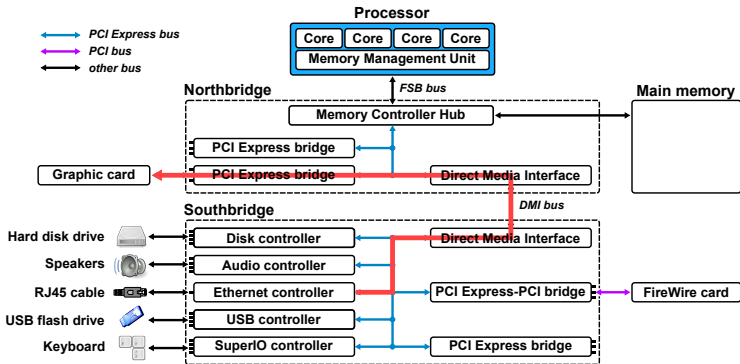 Processor
PCI Express bus
PCI bus
other bus
Core Core Core Core
Memory Management Unit
FSB bus
Northbridge
Main memory
Memory Controller Hub
PCI Express bridge
Graphic card
PCI Express bridge
Direct Media Interface
DMI bus
Southbridge
Hard disk drive
Disk controller
Direct Media Interface
Speakers
Audio controller
RJ45 cable
Ethernet controller
PCI Express-PCI bridge
FireWire card
USB flash drive
USB controller
Keyboard
SuperIO controller
PCI Express bridge